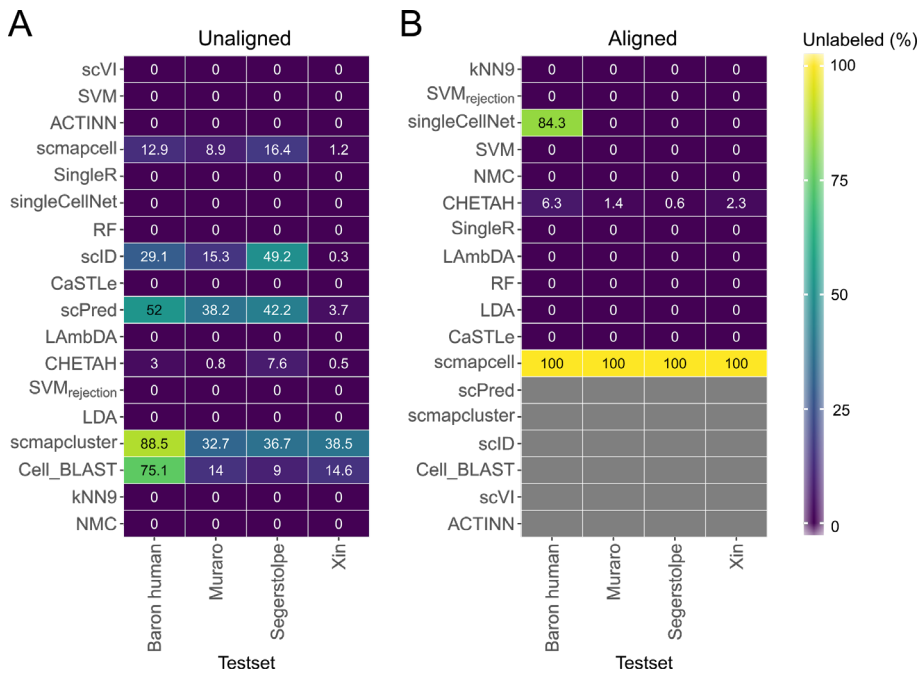 A
Unaligned
scVI 0 0 0 0
SVM 0 0 0 0
ACTINN 0 0 0 0
scmapcell 12.9 8.9 16.4 1.2
SingleR 0 0 0 0
singleCellNet 0 0 0 0
RF 0 0 0 0
scID 29.1 15.3 49.2 0.3
CaSTLe 0 0 0 0
scPred 52 38.2 42.2 3.7
LAmbDA 0 0 0 0
CHETAH 3 0.8 7.6 0.5
SVMrejection 0 0 0 0
LDA 0 0 0 0
scmapcluster 88.5 32.7 36.7 38.5
Cell_BLAST 75.1 14 9 14.6
kNN9 0 0 0 0
NMC 0 0 0 0
Baron human
Muraro
Segerstolpe
Xin
Testset
B
Aligned
kNN9 0 0 0 0
SVMrejection 0 0 0 0
singleCellNet 84.3 0 0 0
SVM 0 0 0 0
NMC 0 0 0 0
CHETAH 6.3 1.4 0.6 2.3
SingleR 0 0 0 0
LAmbDA 0 0 0 0
RF 0 0 0 0
LDA 0 0 0 0
CaSTLe 0 0 0 0
scmapcell 100 100 100 100
scPred
scmapcluster
scID
Cell_BLAST
scVI
ACTINN
Baron human
Muraro
Segerstolpe
Xin
Testset
Unlabeled (%)
100
75
50
25
0